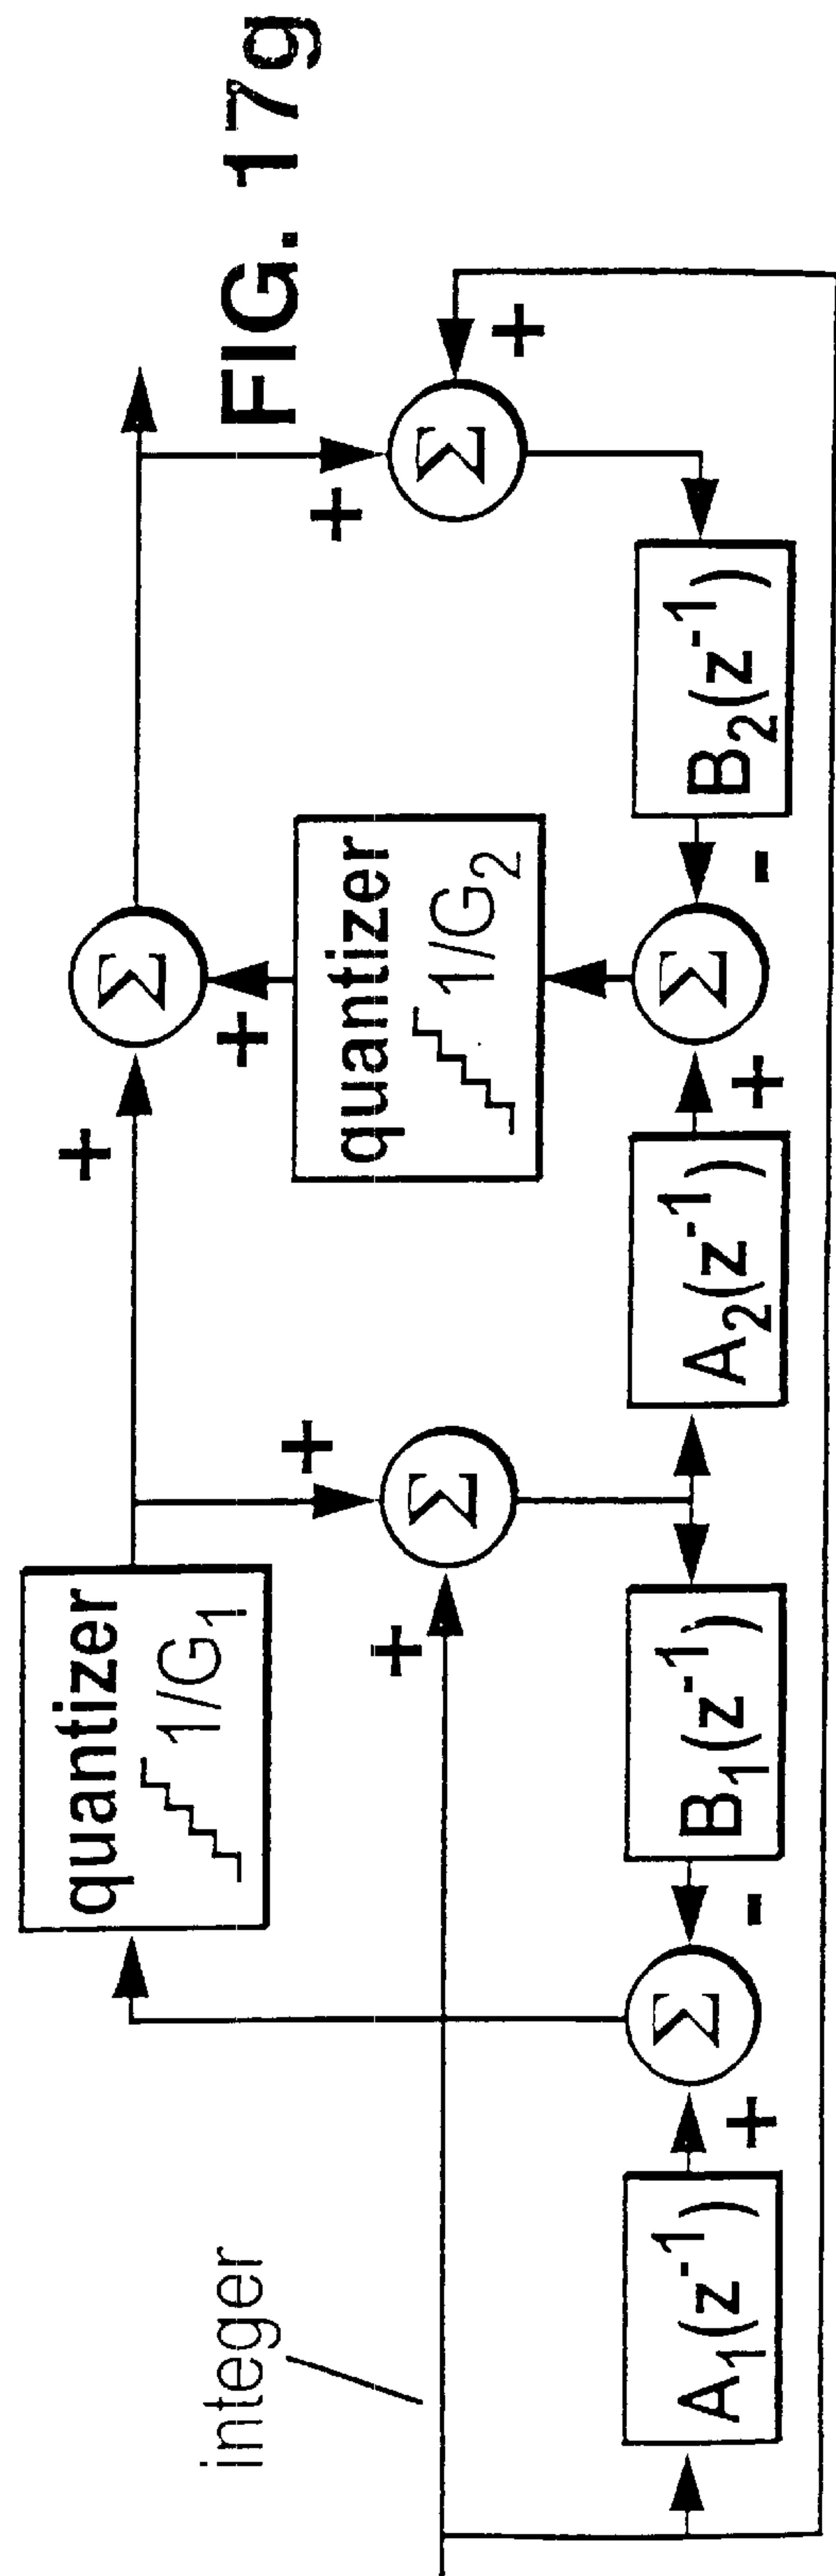 FIG. 17g
quantizer
1/G₁
+
Σ
+
quantizer
1/G₂
+
Σ
+
integer
+
Σ
+
+
Σ
+
A₁(z⁻¹)
+
Σ
-
B₁(z⁻¹)
A₂(z⁻¹)
+
Σ
-
B₂(z⁻¹)